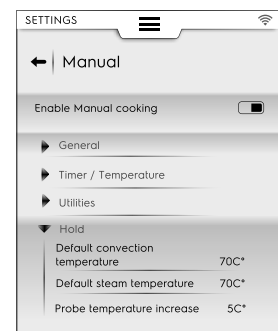 SETTINGS
Manual
Enable Manual cooking
General
Timer / Temperature
Utilities
Hold
Default convection
temperature 70C°
Default steam temperature 70C°
Probe temperature increase 5C°